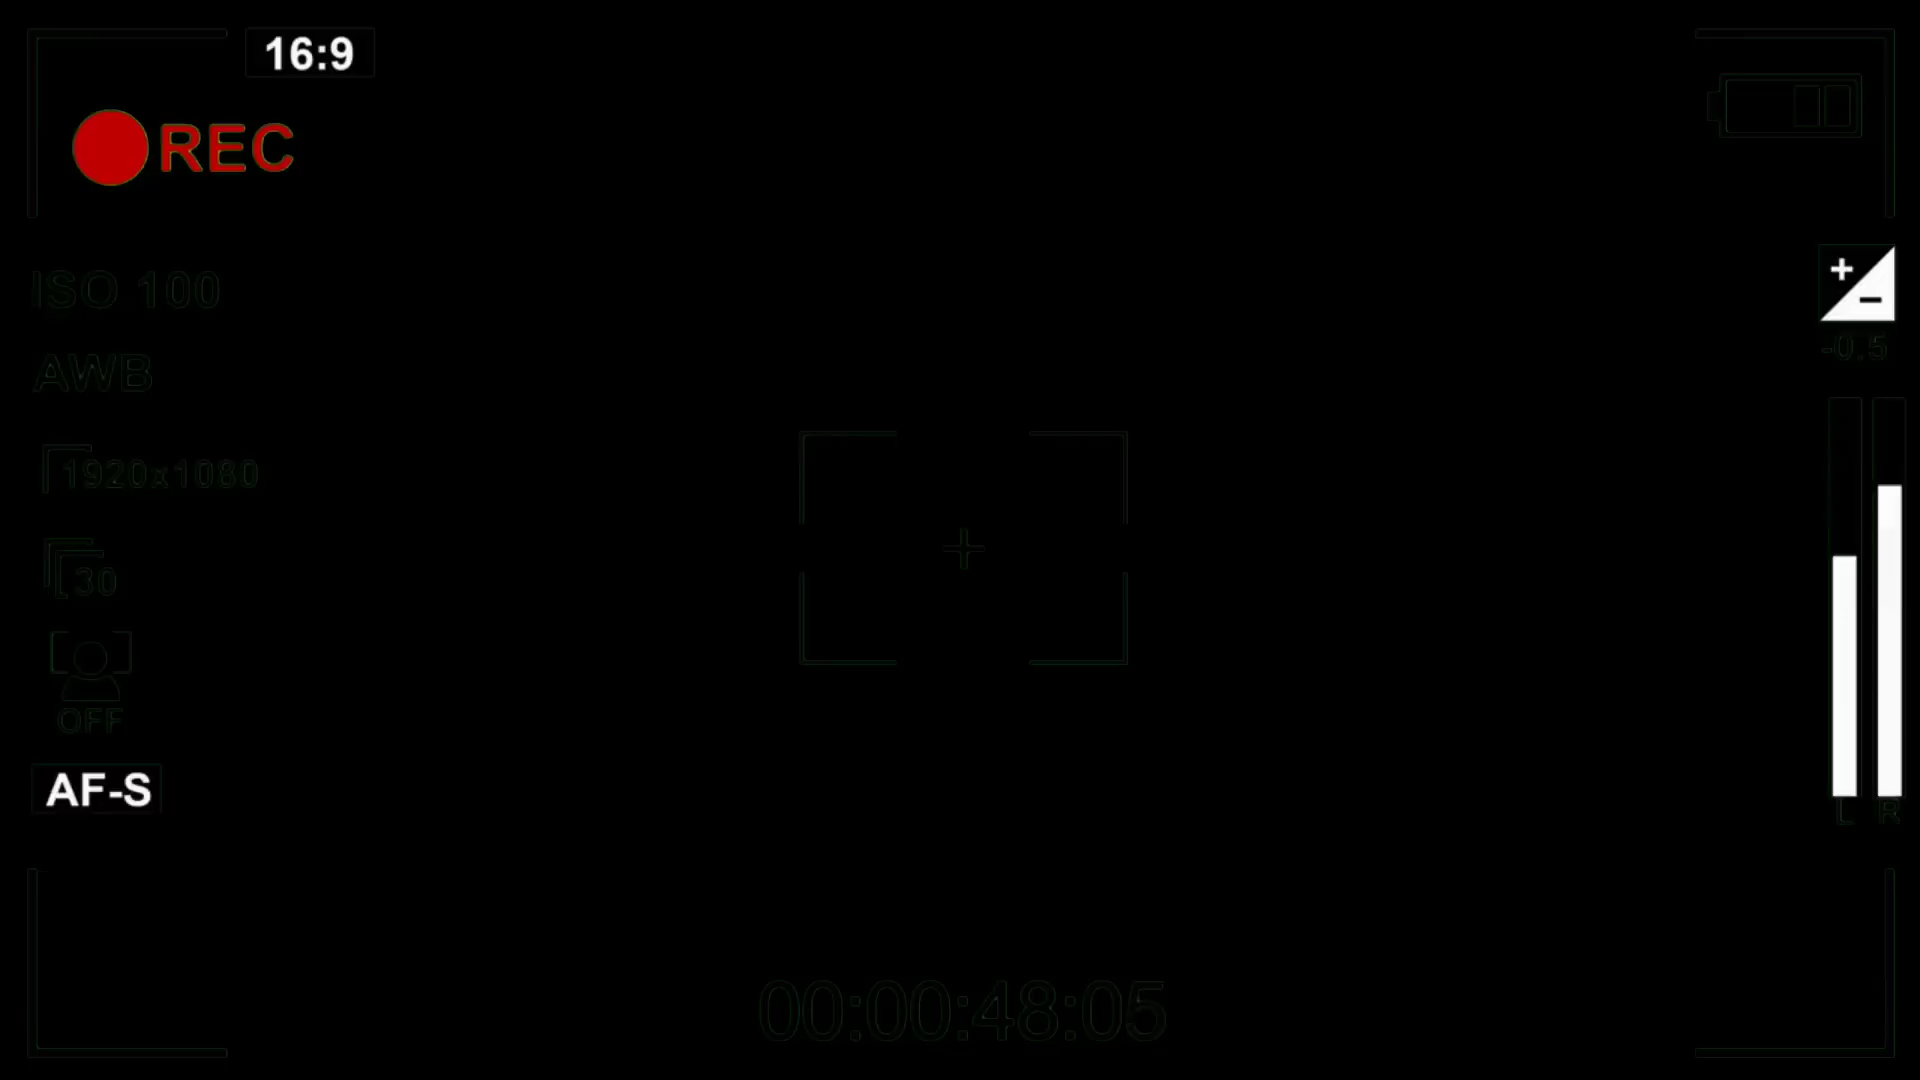 16:9
REC
ISO 100
AWB
1920x1080
30
OFF
AF-S
-0.5
L R
00:00:48:05